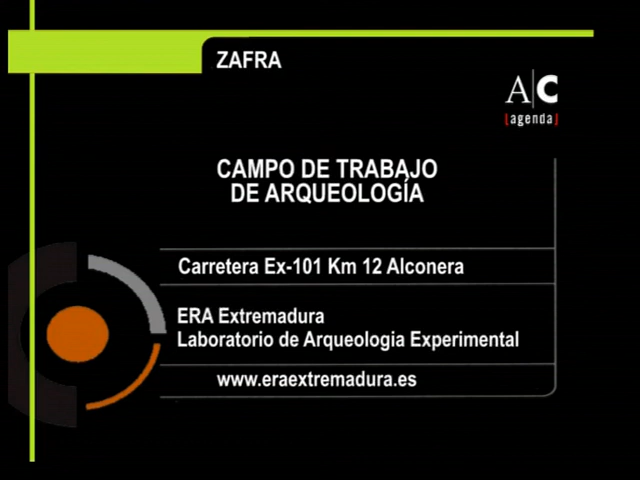 ZAFRA
A|C
[agenda]
CAMPO DE TRABAJO
DE ARQUEOLOGÍA
Carretera Ex-101 Km 12 Alconera
ERA Extremadura
Laboratorio de Arqueologia Experimental
www.eraextremadura.es